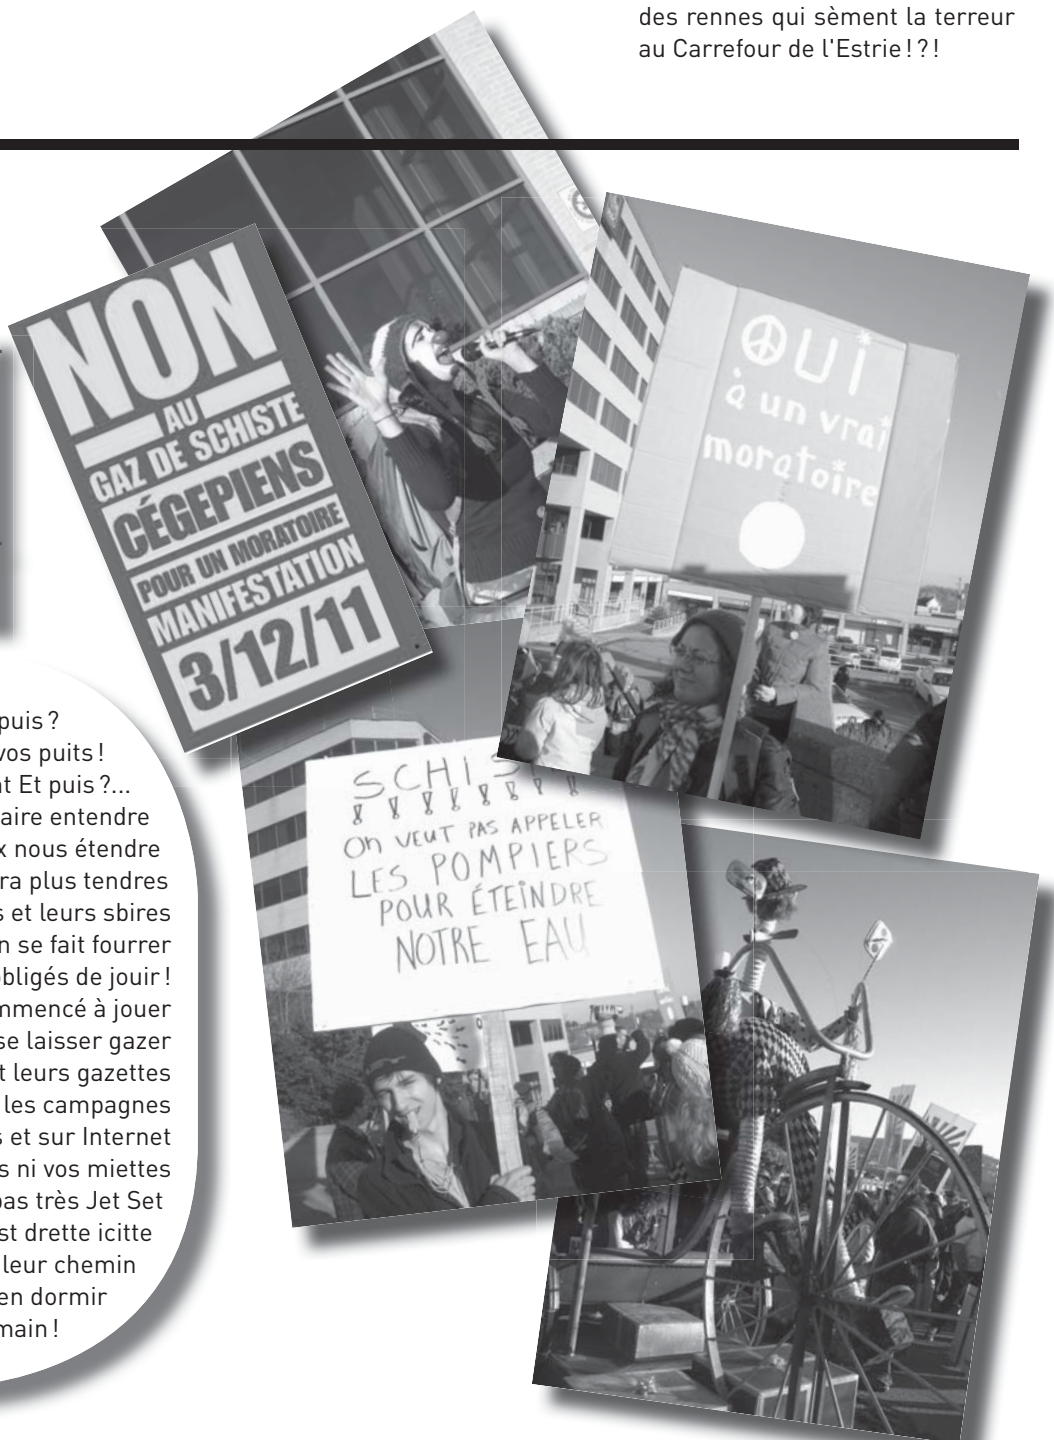 des rennes qui sèment la terreur
au Carrefour de l'Estrie!?!
NON
AU
GAZ DE SCHISTE
CÉGEPIENS
POUR UN MORATOIRE
MANIFESTATION
3/12/11
OUi
à un vrai
moratoire
SCHIS
! ! ! ! ! ! !
On VEUT PAS APPELER
LES POMPIERS
POUR ÉTEINDRE
NOTRE EAU
puis?
vos puits!
t Et puis?...
aire entendre
x nous étendre
ra plus tendres
s et leurs sbires
n se fait fourrer
obligés de jouir!
mmencé à jouer
se laisser gazer
t leurs gazettes
les campagnes
s et sur Internet
s ni vos miettes
pas très Jet Set
st drette icitte
leur chemin
en dormir
main!